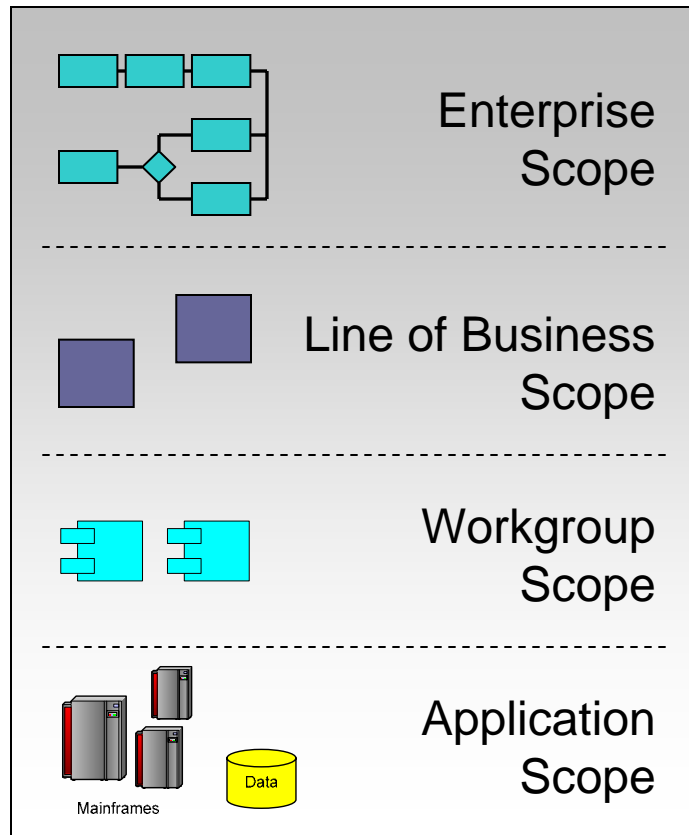 Enterprise
Scope
Line of Business
Scope
Workgroup
Scope
Application
Scope
Data
Mainframes